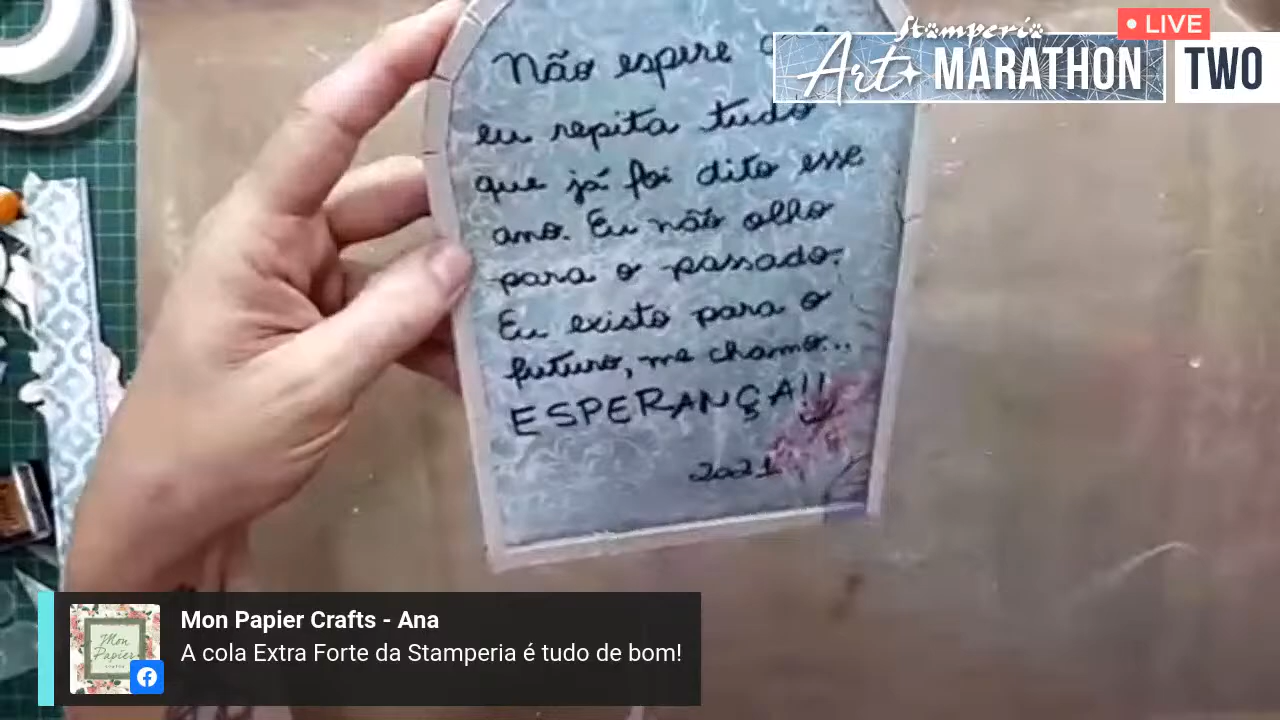 Stamperia
LIVE
Art MARATHON TWO
Não espere
eu repita tudo
que já foi dito esse
ano. Eu não olho
para o passado.
Eu existo para o
futuro, me chamo...
ESPERANÇA!!
2021
Mon Papier Crafts - Ana
A cola Extra Forte da Stamperia é tudo de bom!
Mon
Papier